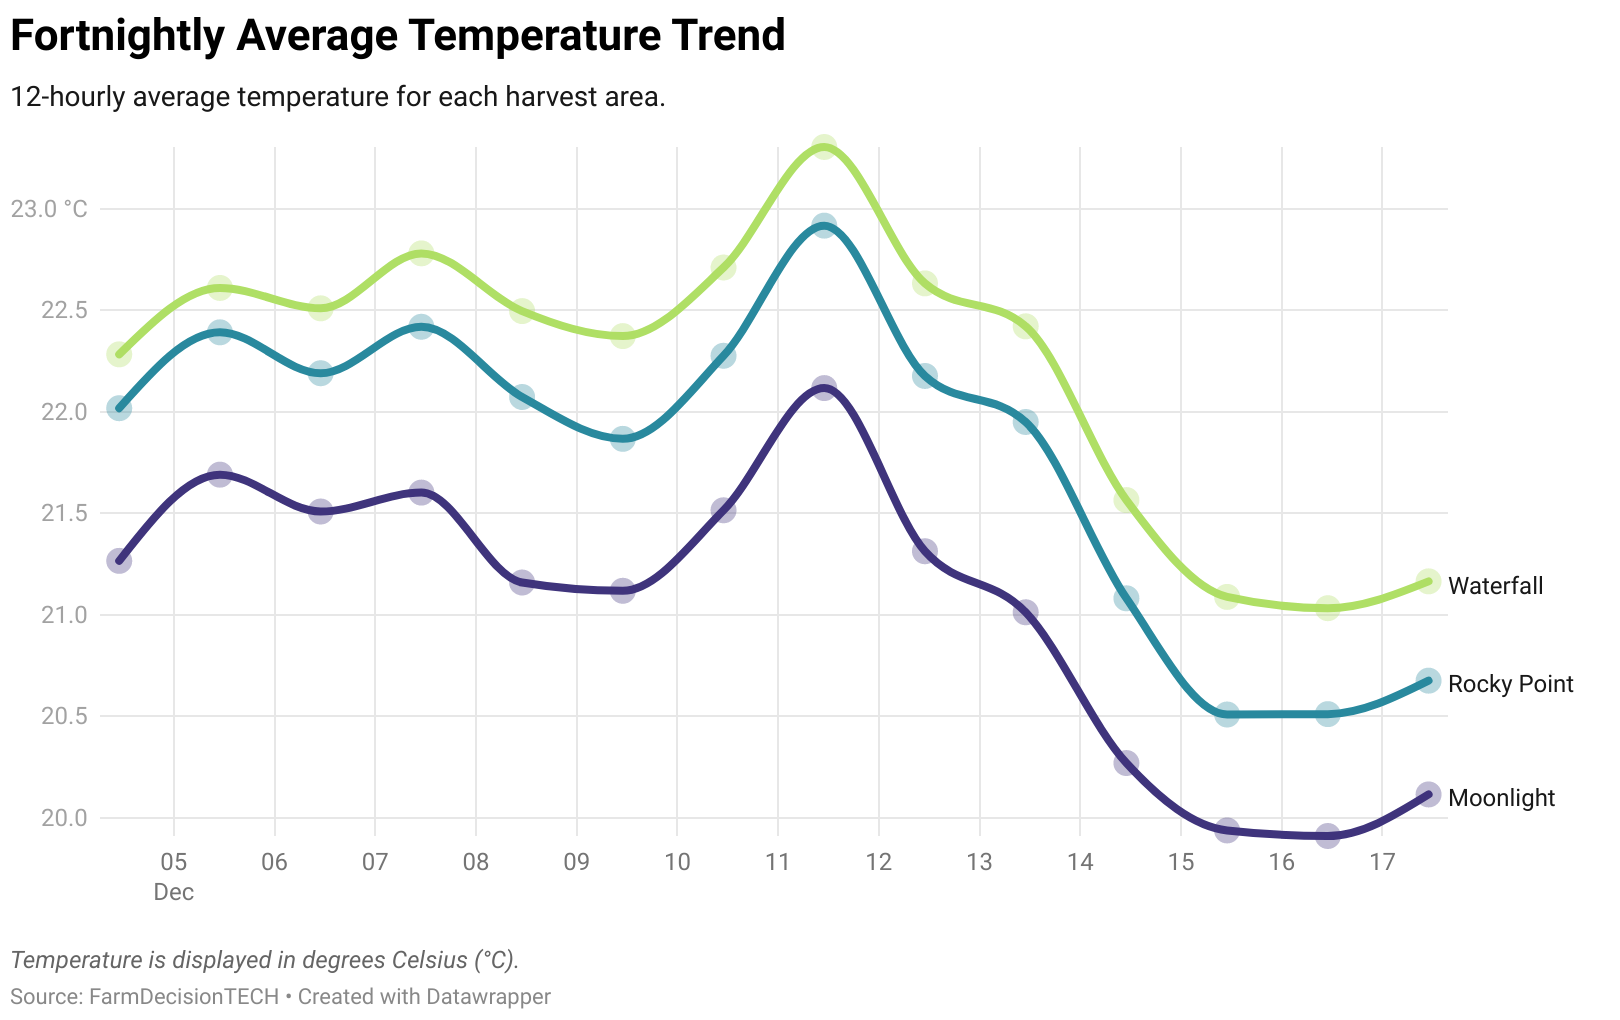 Fortnightly Average Temperature Trend
12-hourly average temperature for each harvest area.
23.0 °C
22.5
22.0
21.5
21.0
20.5
20.0
Waterfall
Rocky Point
Moonlight
05 06 07 08 09 10 11 12 13 14 15 16 17
Dec
Temperature is displayed in degrees Celsius (°C).
Source: FarmDecisionTECH • Created with Datawrapper